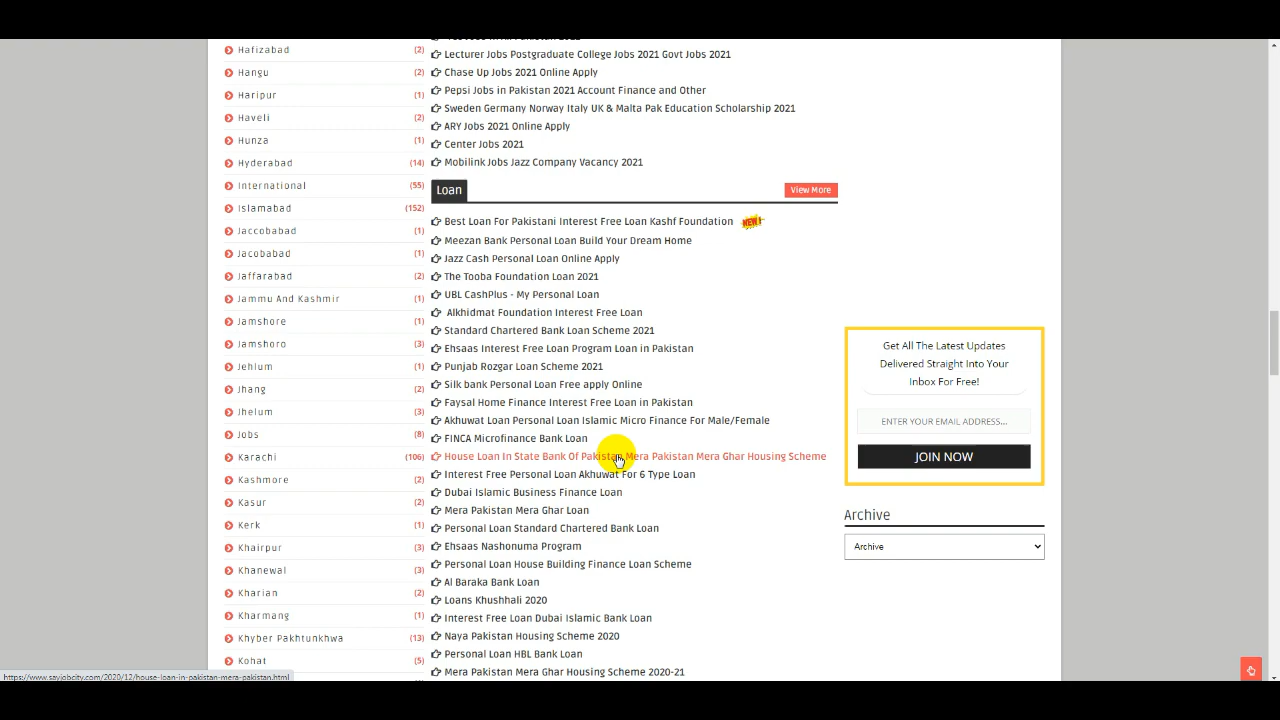 Hafizabad (2)
Hangu (2)
Haripur (1)
Haveli (2)
Hunza (1)
Hyderabad (14)
International (55)
Islamabad (152)
Jaccobabad (1)
Jacobabad (1)
Jaffarabad (2)
Jammu And Kashmir (1)
Jamshore (1)
Jamshoro (3)
Jehlum (1)
Jhang (2)
Jhelum (3)
Jobs (8)
Karachi (106)
Kashmore (2)
Kasur (2)
Kerk (1)
Khairpur (3)
Khanewal (3)
Kharian (2)
Kharmang (1)
Khyber Pakhtunkhwa (13)
Kohat (5)
Lecturer Jobs Postgraduate College Jobs 2021 Govt Jobs 2021
Chase Up Jobs 2021 Online Apply
Pepsi Jobs in Pakistan 2021 Account Finance and Other
Sweden Germany Norway Italy UK & Malta Pak Education Scholarship 2021
ARY Jobs 2021 Online Apply
Center Jobs 2021
Mobilink Jobs Jazz Company Vacancy 2021
Loan View More
Best Loan For Pakistani Interest Free Loan Kashf Foundation NEW!
Meezan Bank Personal Loan Build Your Dream Home
Jazz Cash Personal Loan Online Apply
The Tooba Foundation Loan 2021
UBL CashPlus - My Personal Loan
Alkhidmat Foundation Interest Free Loan
Standard Chartered Bank Loan Scheme 2021
Ehsaas Interest Free Loan Program Loan in Pakistan
Punjab Rozgar Loan Scheme 2021
Silk bank Personal Loan Free apply Online
Faysal Home Finance Interest Free Loan in Pakistan
Akhuwat Loan Personal Loan Islamic Micro Finance For Male/Female
FINCA Microfinance Bank Loan
House Loan In State Bank Of Pakistan Mera Pakistan Mera Ghar Housing Scheme
Interest Free Personal Loan Akhuwat For 6 Type Loan
Dubai Islamic Business Finance Loan
Mera Pakistan Mera Ghar Loan
Personal Loan Standard Chartered Bank Loan
Ehsaas Nashonuma Program
Personal Loan House Building Finance Loan Scheme
Al Baraka Bank Loan
Loans Khushhali 2020
Interest Free Loan Dubai Islamic Bank Loan
Naya Pakistan Housing Scheme 2020
Personal Loan HBL Bank Loan
Mera Pakistan Mera Ghar Housing Scheme 2020-21
Get All The Latest Updates
Delivered Straight Into Your
Inbox For Free!
ENTER YOUR EMAIL ADDRESS...
JOIN NOW
Archive
Archive
https://www.sayjobcity.com/2020/12/house-loan-in-pakistan-mera-pakistan.html